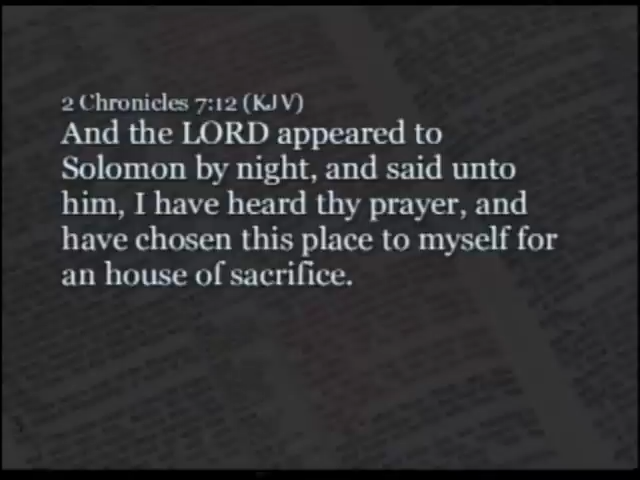 2 Chronicles 7:12 (KJV)
And the LORD appeared to
Solomon by night, and said unto
him, I have heard thy prayer, and
have chosen this place to myself for
an house of sacrifice.